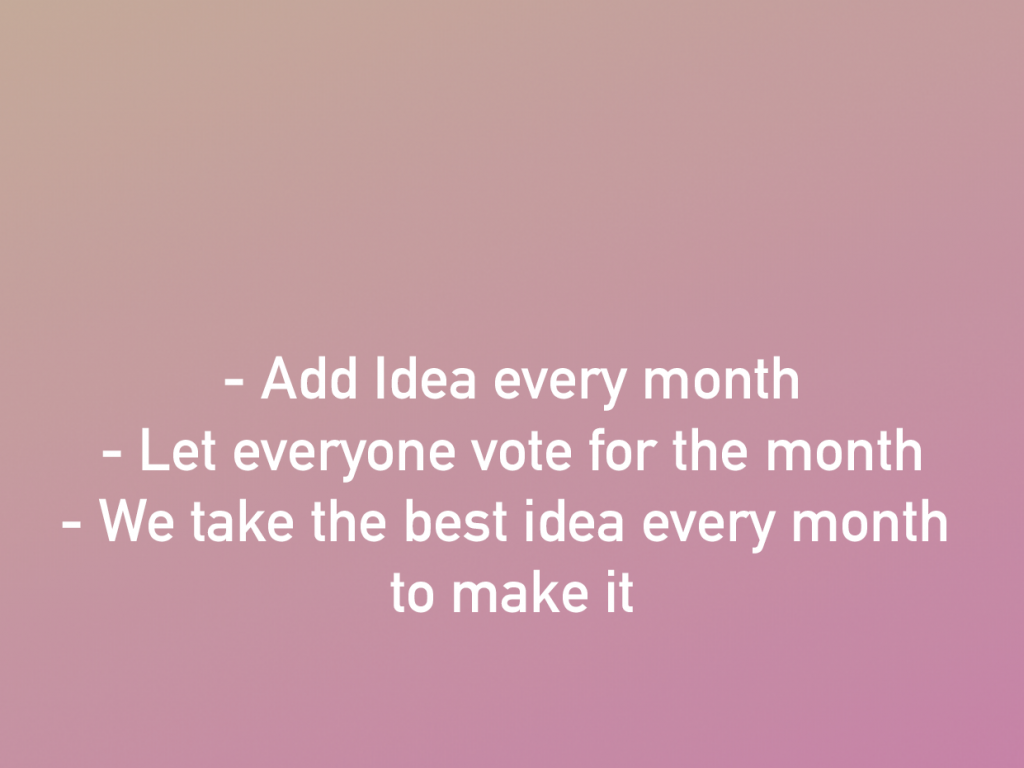 - Add Idea every month
- Let everyone vote for the month
- We take the best idea every month
to make it